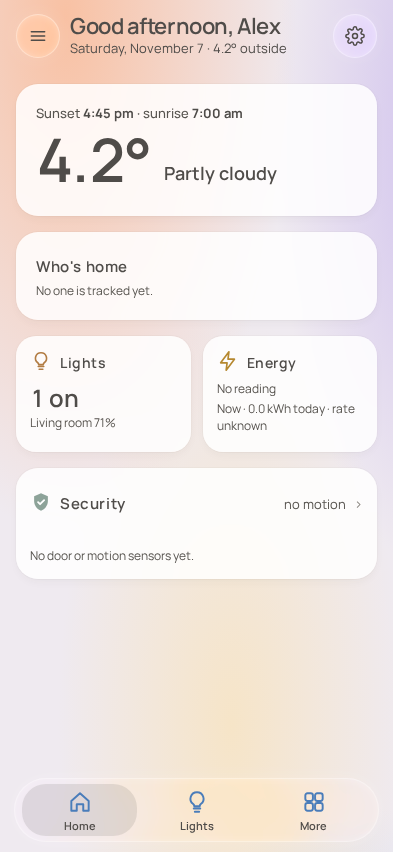 Good afternoon, Alex
Saturday, November 7 · 4.2° outside
Sunset 4:45 pm · sunrise 7:00 am
4.2° Partly cloudy
Who's home
No one is tracked yet.
Lights
1 on
Living room 71%
Energy
No reading
Now · 0.0 kWh today · rate
unknown
Security
no motion
No door or motion sensors yet.
Home
Lights
More